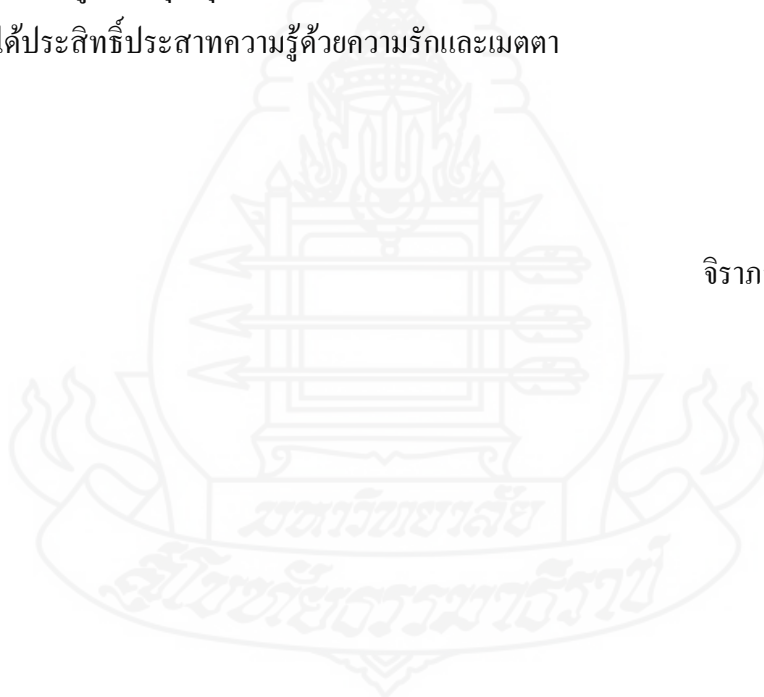 ได้ประสิทธิ์ประสาทความรู้ด้วยความรักและเมตตา
จิราภ
มหาวิทยาลัย
สุโขทัยธรรมาธิราช